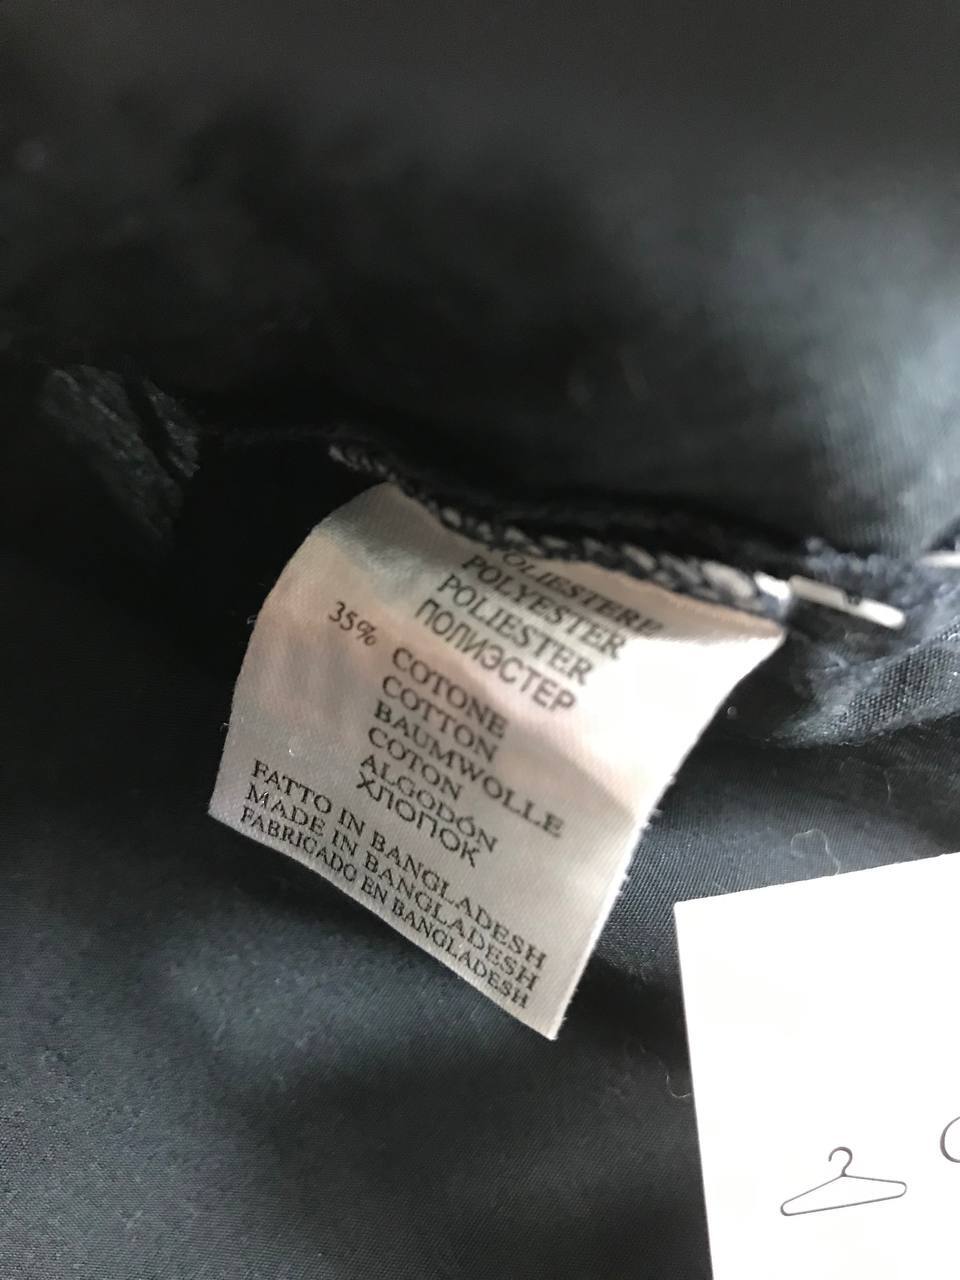 POLIESTERE
POLYESTER
POLIESTER
ПОЛИЭСТЕР
35% COTONE
COTTON
BAUMWOLLE
COTON
ALGODÓN
ХЛОПОК
FATTO IN BANGLADESH
MADE IN BANGLADESH
FABRICADO EN BANGLADESH